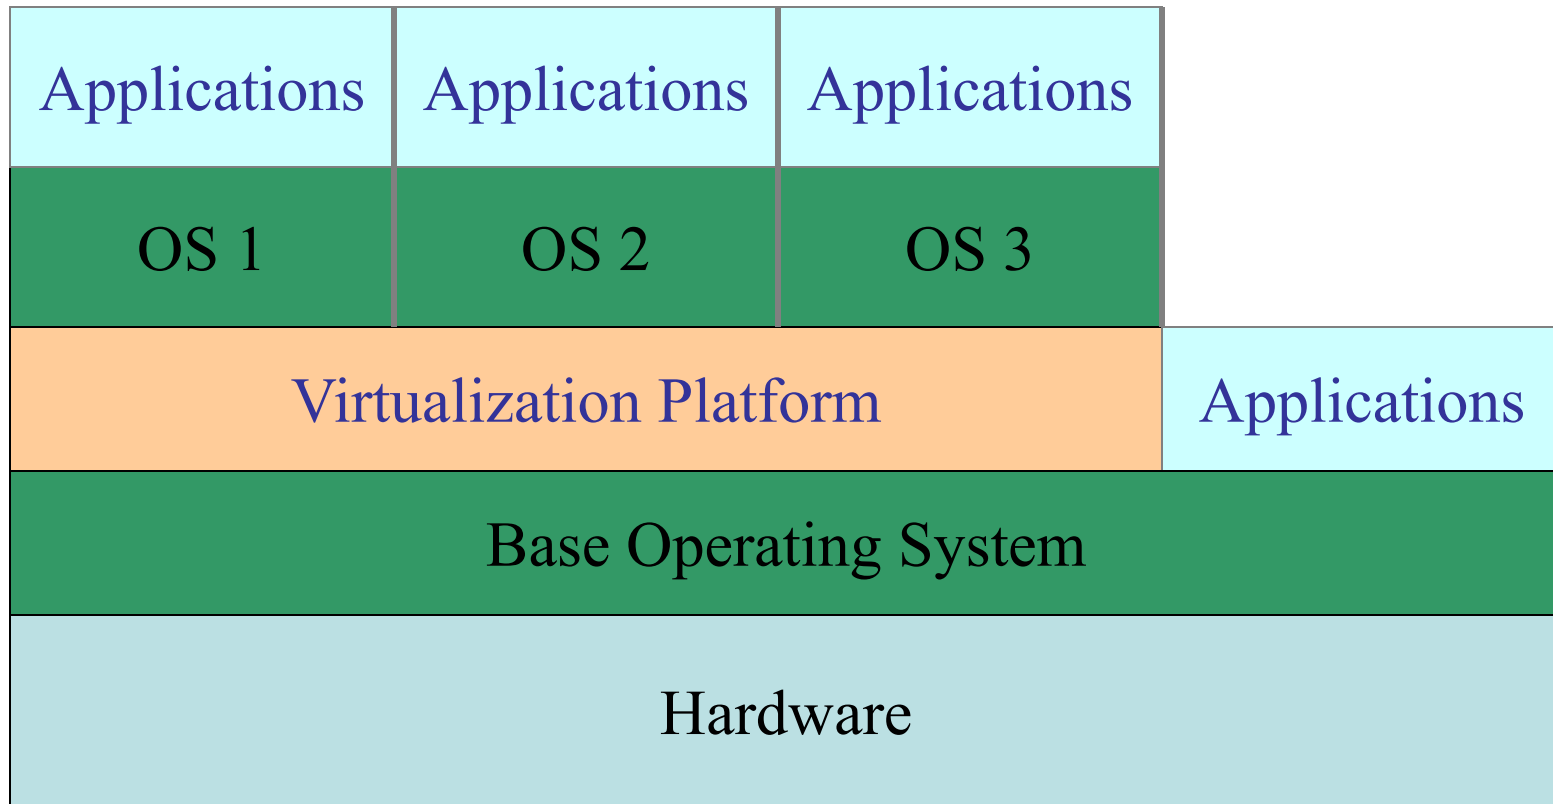 Applications
Applications
Applications
OS 1
OS 2
OS 3
Virtualization Platform
Applications
Base Operating System
Hardware